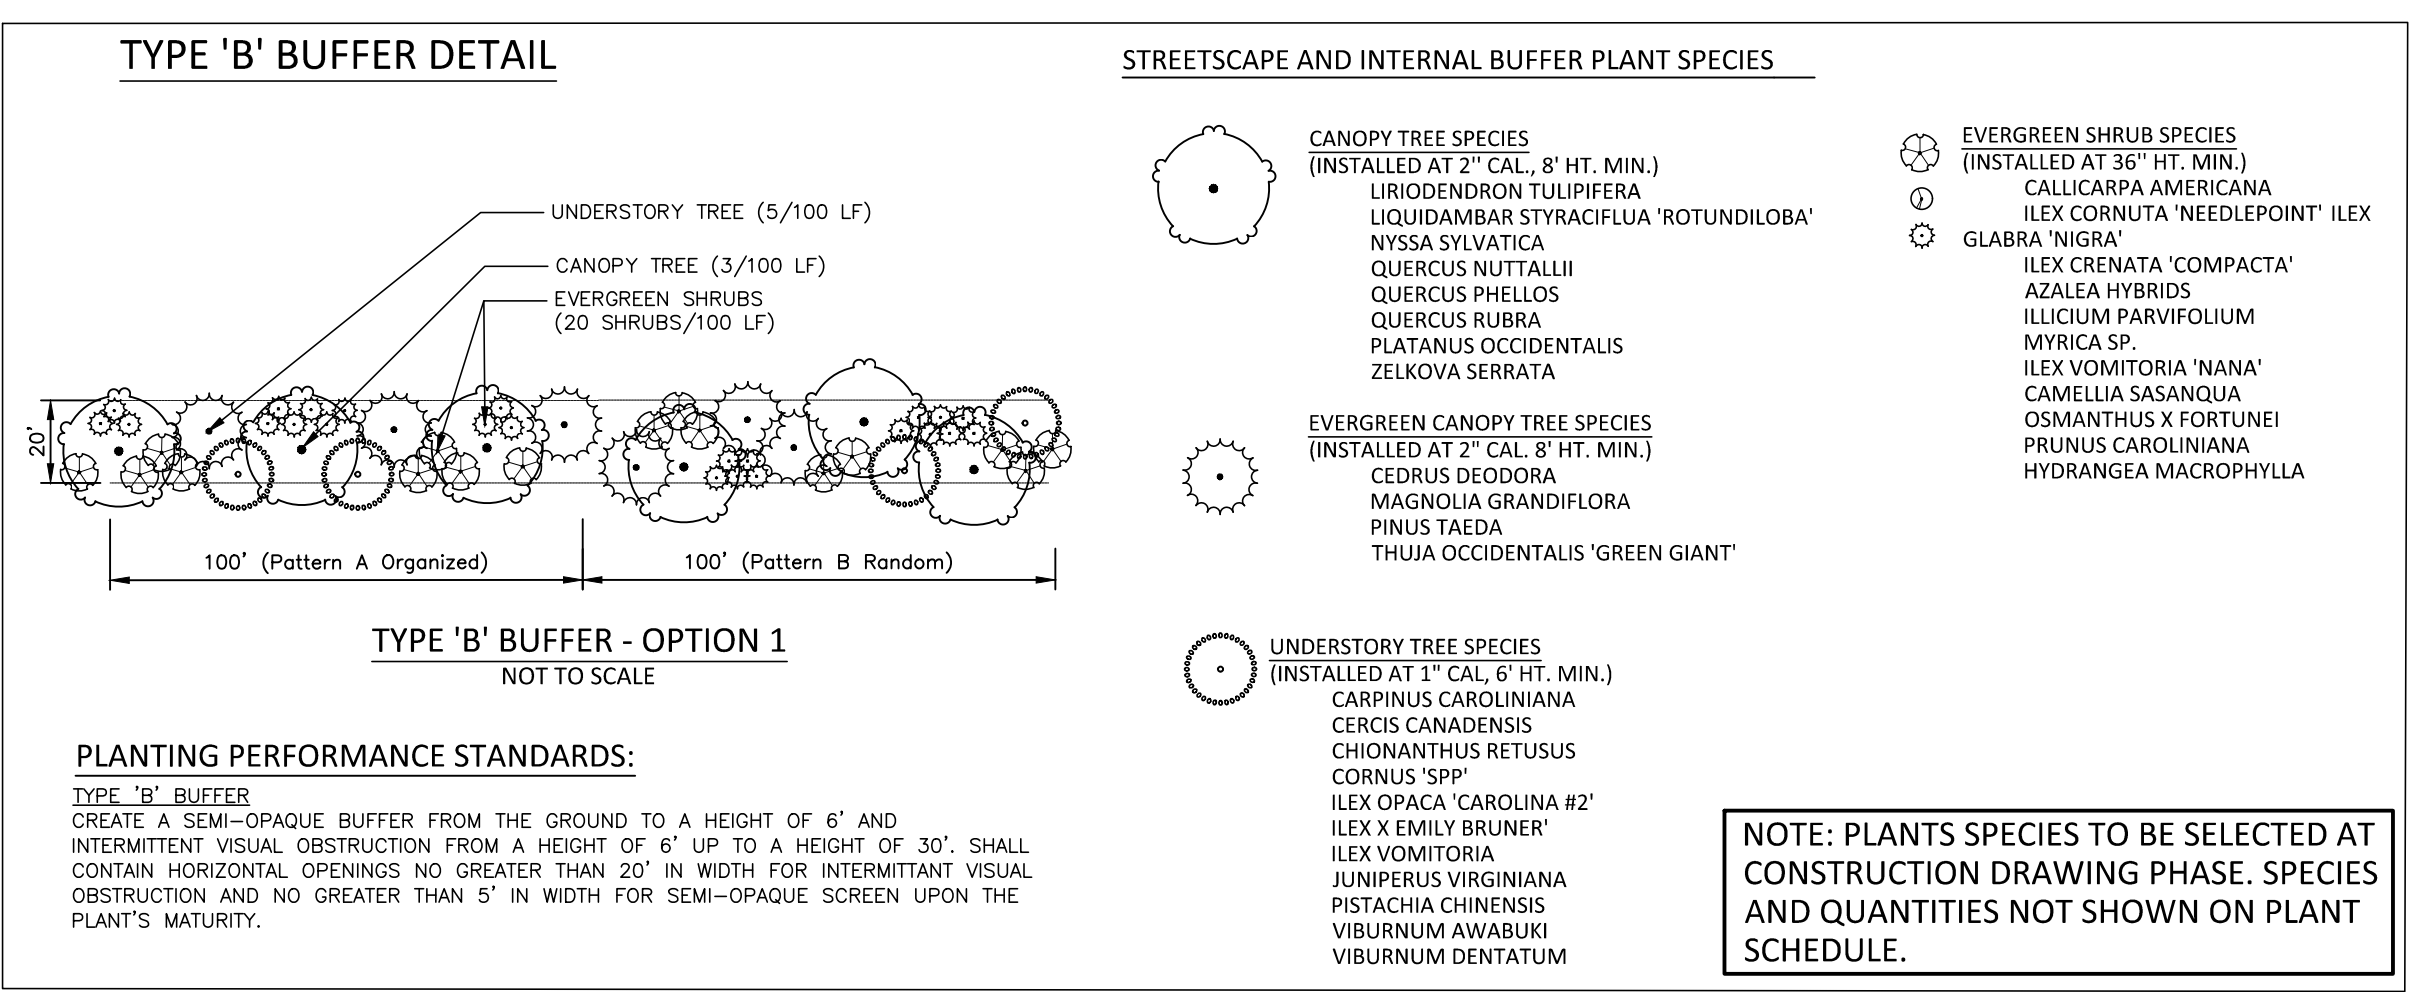 TYPE 'B' BUFFER DETAIL
UNDERSTORY TREE (5/100 LF)
CANOPY TREE (3/100 LF)
EVERGREEN SHRUBS
(20 SHRUBS/100 LF)
20'
100' (Pattern A Organized)
100' (Pattern B Random)
TYPE 'B' BUFFER - OPTION 1
NOT TO SCALE
PLANTING PERFORMANCE STANDARDS:
TYPE 'B' BUFFER
CREATE A SEMI-OPAQUE BUFFER FROM THE GROUND TO A HEIGHT OF 6' AND
INTERMITTENT VISUAL OBSTRUCTION FROM A HEIGHT OF 6' UP TO A HEIGHT OF 30'. SHALL
CONTAIN HORIZONTAL OPENINGS NO GREATER THAN 20' IN WIDTH FOR INTERMITTANT VISUAL
OBSTRUCTION AND NO GREATER THAN 5' IN WIDTH FOR SEMI-OPAQUE SCREEN UPON THE
PLANT'S MATURITY.
STREETSCAPE AND INTERNAL BUFFER PLANT SPECIES
CANOPY TREE SPECIES
(INSTALLED AT 2" CAL., 8' HT. MIN.)
LIRIODENDRON TULIPIFERA
LIQUIDAMBAR STYRACIFLUA 'ROTUNDILOBA'
NYSSA SYLVATICA
QUERCUS NUTTALLII
QUERCUS PHELLOS
QUERCUS RUBRA
PLATANUS OCCIDENTALIS
ZELKOVA SERRATA
EVERGREEN CANOPY TREE SPECIES
(INSTALLED AT 2" CAL. 8' HT. MIN.)
CEDRUS DEODORA
MAGNOLIA GRANDIFLORA
PINUS TAEDA
THUJA OCCIDENTALIS 'GREEN GIANT'
UNDERSTORY TREE SPECIES
(INSTALLED AT 1" CAL, 6' HT. MIN.)
CARPINUS CAROLINIANA
CERCIS CANADENSIS
CHIONANTHUS RETUSUS
CORNUS 'SPP'
ILEX OPACA 'CAROLINA #2'
ILEX X EMILY BRUNER'
ILEX VOMITORIA
JUNIPERUS VIRGINIANA
PISTACHIA CHINENSIS
VIBURNUM AWABUKI
VIBURNUM DENTATUM
EVERGREEN SHRUB SPECIES
(INSTALLED AT 36" HT. MIN.)
CALLICARPA AMERICANA
ILEX CORNUTA 'NEEDLEPOINT' ILEX
GLABRA 'NIGRA'
ILEX CRENATA 'COMPACTA'
AZALEA HYBRIDS
ILLICIUM PARVIFOLIUM
MYRICA SP.
ILEX VOMITORIA 'NANA'
CAMELLIA SASANQUA
OSMANTHUS X FORTUNEI
PRUNUS CAROLINIANA
HYDRANGEA MACROPHYLLA
NOTE: PLANTS SPECIES TO BE SELECTED AT
CONSTRUCTION DRAWING PHASE. SPECIES
AND QUANTITIES NOT SHOWN ON PLANT
SCHEDULE.